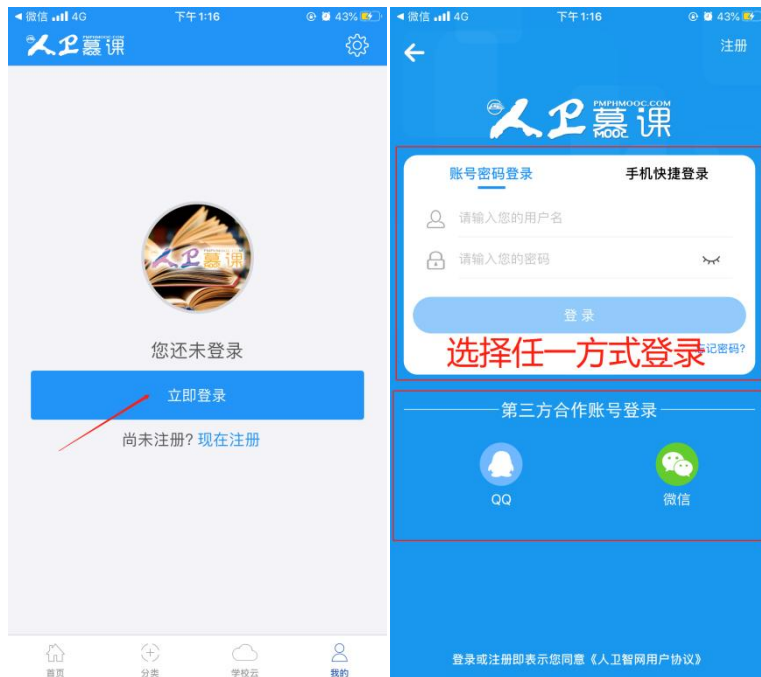 微信 4G
下午1:16
43%
人卫慕课
人卫慕课
您还未登录
立即登录
尚未注册? 现在注册
首页
分类
学校云
我的
微信 4G
下午1:16
43%
注册
人卫慕课
PMPHMOOC.COM
MOOC
账号密码登录
手机快捷登录
请输入您的用户名
请输入您的密码
登录
选择任一方式登录
记密码?
第三方合作账号登录
QQ
微信
登录或注册即表示您同意《人卫智网用户协议》